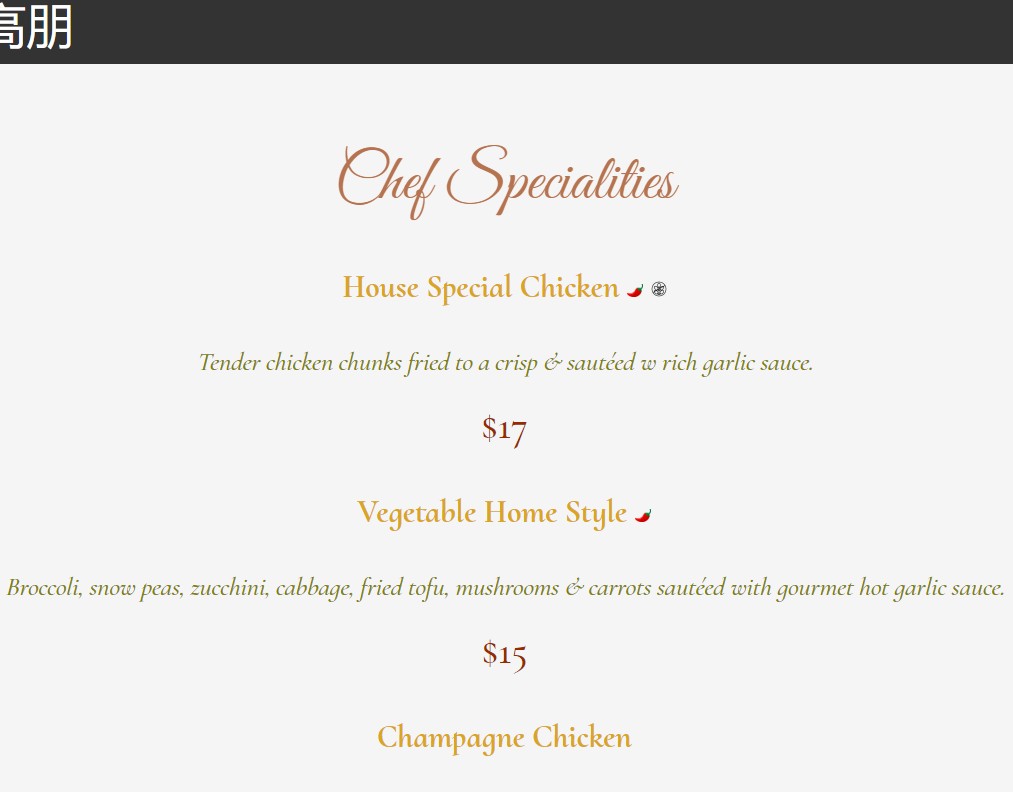 高朋
Chef Specialities
House Special Chicken
Tender chicken chunks fried to a crisp & sautéed w rich garlic sauce.
$17
Vegetable Home Style
Broccoli, snow peas, zucchini, cabbage, fried tofu, mushrooms & carrots sautéed with gourmet hot garlic sauce.
$15
Champagne Chicken